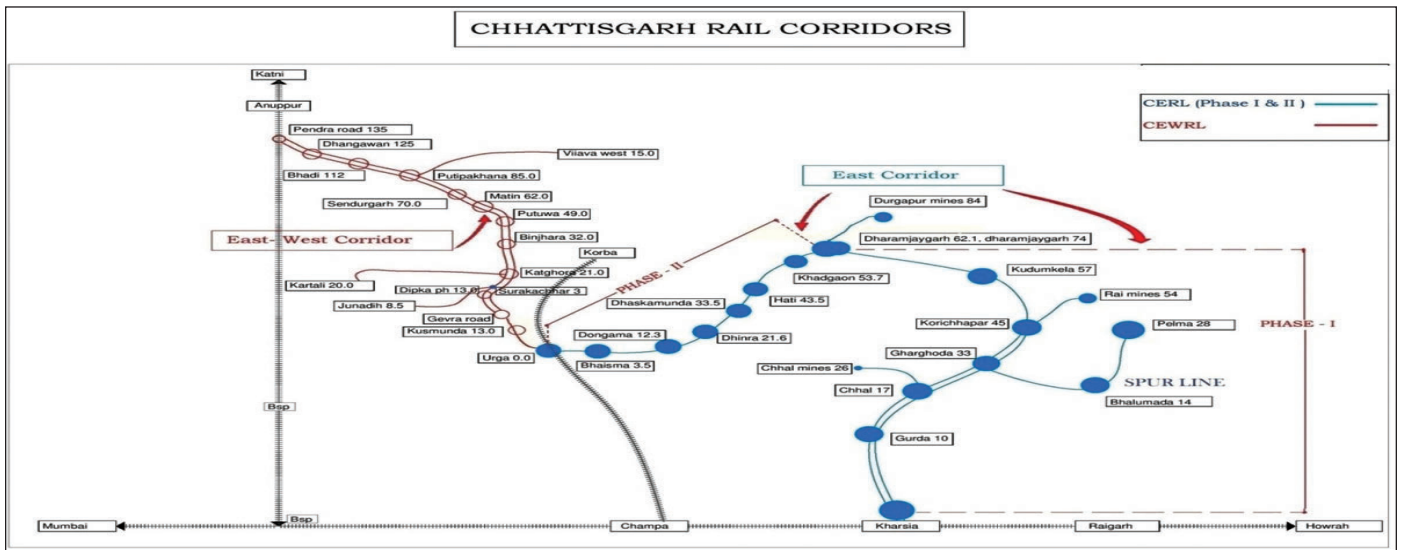 CHHATTISGARH RAIL CORRIDORS
Katni
Anuppur
CERL (Phase I & II )
CEWRL
Pendra road 135
Dhangawan 125
Vijava west 15.0
Bhadi 112
Putipakhana 85.0
East Corridor
Matin 62.0
Durgapur mines 84
Sendurgarh 70.0
Putuwa 49.0
East- West Corridor
Binjhara 32.0
Dharamjaygarh 62.1, dharamjaygarh 74
Korba
PHASE - II
Khadgaon 53.7
Kudumkela 57
Katghora 21.0
Kartali 20.0
Dipka ph 13.0
Surakachhar 3
Hati 43.5
Rai mines 54
Junadih 8.5
Dhaskamunda 33.5
Gevra road
Korichhapar 45
Pelma 28
PHASE - I
Kusmunda 13.0
Dongama 12.3
Dhinra 21.6
Urga 0.0
Bhaisma 3.5
Gharghoda 33
Chhal mines 26
SPUR LINE
Chhal 17
Bhalumada 14
Bsp
Gurda 10
Bsp
Mumbai
Champa
Kharsia
Raigarh
Howrah